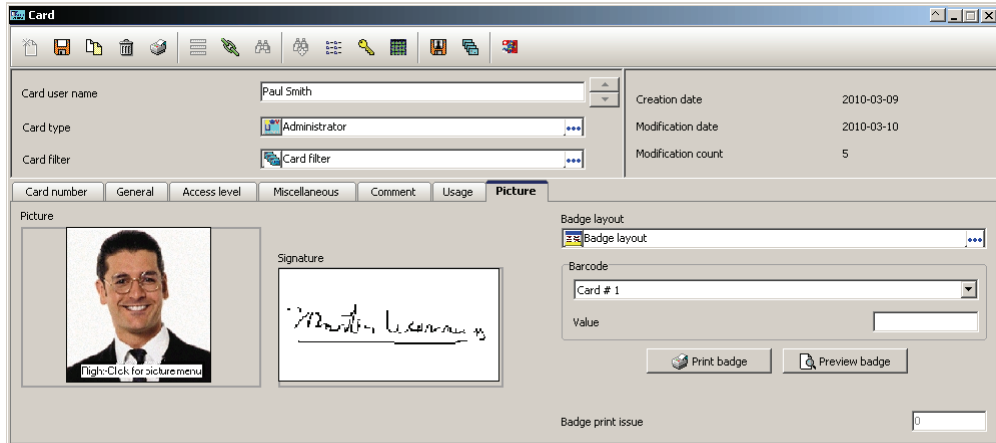 Card
Card user name
Paul Smith
Card type
Administrator
Card filter
Card filter
Creation date 2010-03-09
Modification date 2010-03-10
Modification count 5
Card number General Access level Miscellaneous Comment Usage Picture
Picture
Right-Click for picture menu
Signature
Badge layout
Badge layout
Barcode
Card # 1
Value
Print badge Preview badge
Badge print issue 0